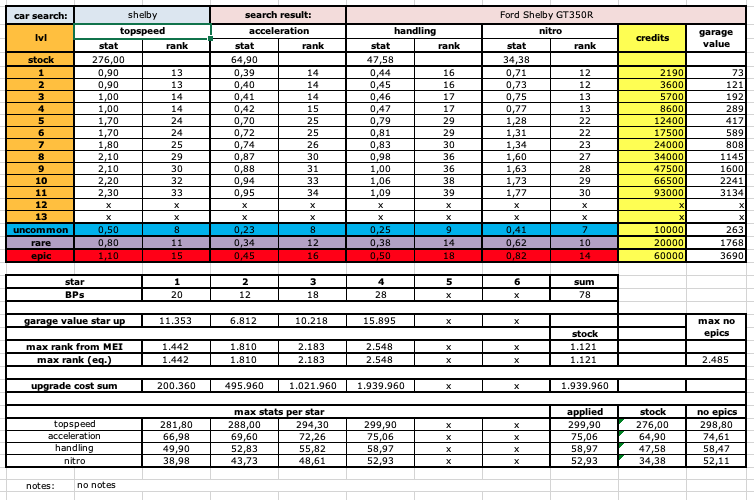 car search: shelby search result: Ford Shelby GT350R
lvl topspeed acceleration handling nitro credits garage value
stat rank stat rank stat rank stat rank
stock 276,00 64,90 47,58 34,38
1 0,90 13 0,39 14 0,44 16 0,71 12 2190 73
2 0,90 13 0,40 14 0,45 16 0,73 12 3600 121
3 1,00 14 0,41 14 0,46 17 0,75 13 5700 192
4 1,00 14 0,42 15 0,47 17 0,77 13 8600 289
5 1,70 24 0,70 25 0,79 29 1,28 22 12400 417
6 1,70 24 0,72 25 0,81 29 1,31 22 17500 589
7 1,80 25 0,74 26 0,83 30 1,34 23 24000 808
8 2,10 29 0,87 30 0,98 36 1,60 27 34000 1145
9 2,10 30 0,88 31 1,00 36 1,63 28 47500 1600
10 2,20 32 0,94 33 1,06 38 1,73 29 66500 2241
11 2,30 33 0,95 34 1,09 39 1,77 30 93000 3134
12 x x x x x x x x x x
13 x x x x x x x x x x
uncommon 0,50 8 0,23 8 0,25 9 0,41 7 10000 263
rare 0,80 11 0,34 12 0,38 14 0,62 10 20000 1768
epic 1,10 15 0,45 16 0,50 18 0,82 14 60000 3690
star 1 2 3 4 5 6 sum
BPs 20 12 18 28 x x 78
garage value star up 11.353 6.812 10.218 15.895 x x max no epics
stock
max rank from MEI 1.442 1.810 2.183 2.548 x x 1.121
max rank (eq.) 1.442 1.810 2.183 2.548 x x 1.121 2.485
upgrade cost sum 200.360 495.960 1.021.960 1.939.960 x x 1.939.960
max stats per star applied stock no epics
topspeed 281,80 288,00 294,30 299,90 x x 299,90 276,00 298,80
acceleration 66,98 69,60 72,26 75,06 x x 75,06 64,90 74,61
handling 49,90 52,83 55,82 58,97 x x 58,97 47,58 58,47
nitro 38,98 43,73 48,61 52,93 x x 52,93 34,38 52,11
notes: no notes